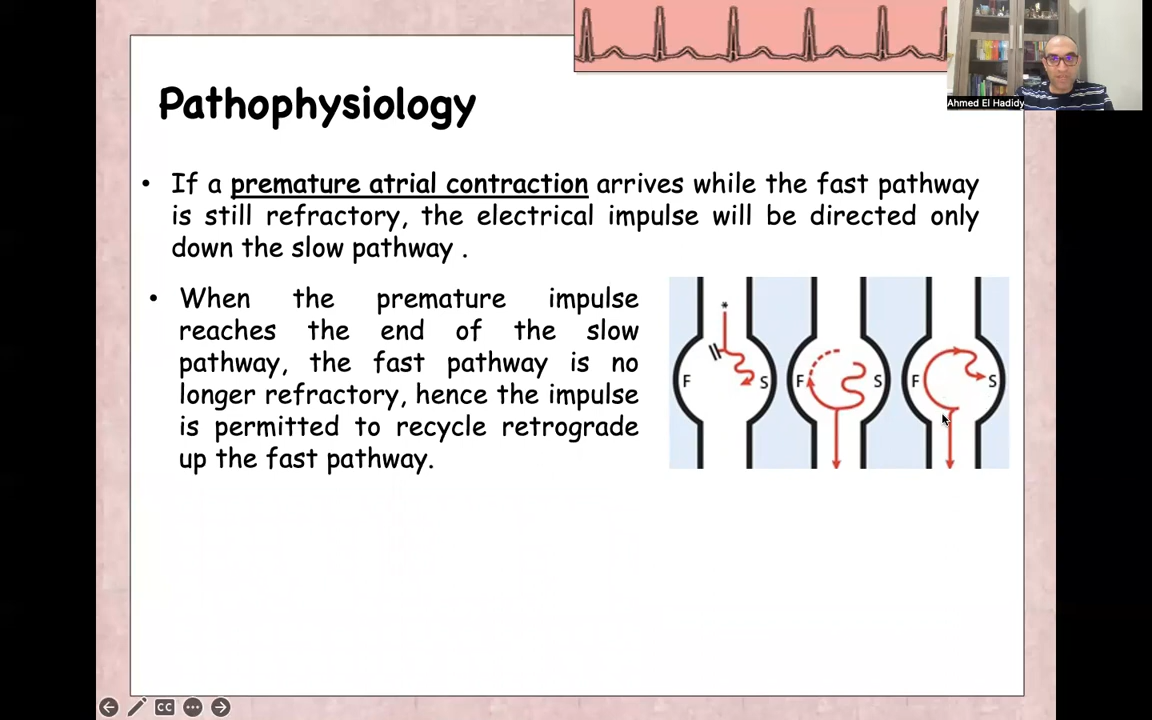 Ahmed El Hadidy
Pathophysiology
• If a premature atrial contraction arrives while the fast pathway
is still refractory, the electrical impulse will be directed only
down the slow pathway .
• When the premature impulse
reaches the end of the slow
pathway, the fast pathway is no
longer refractory, hence the impulse
is permitted to recycle retrograde
up the fast pathway.
*
F S F S F S
CC